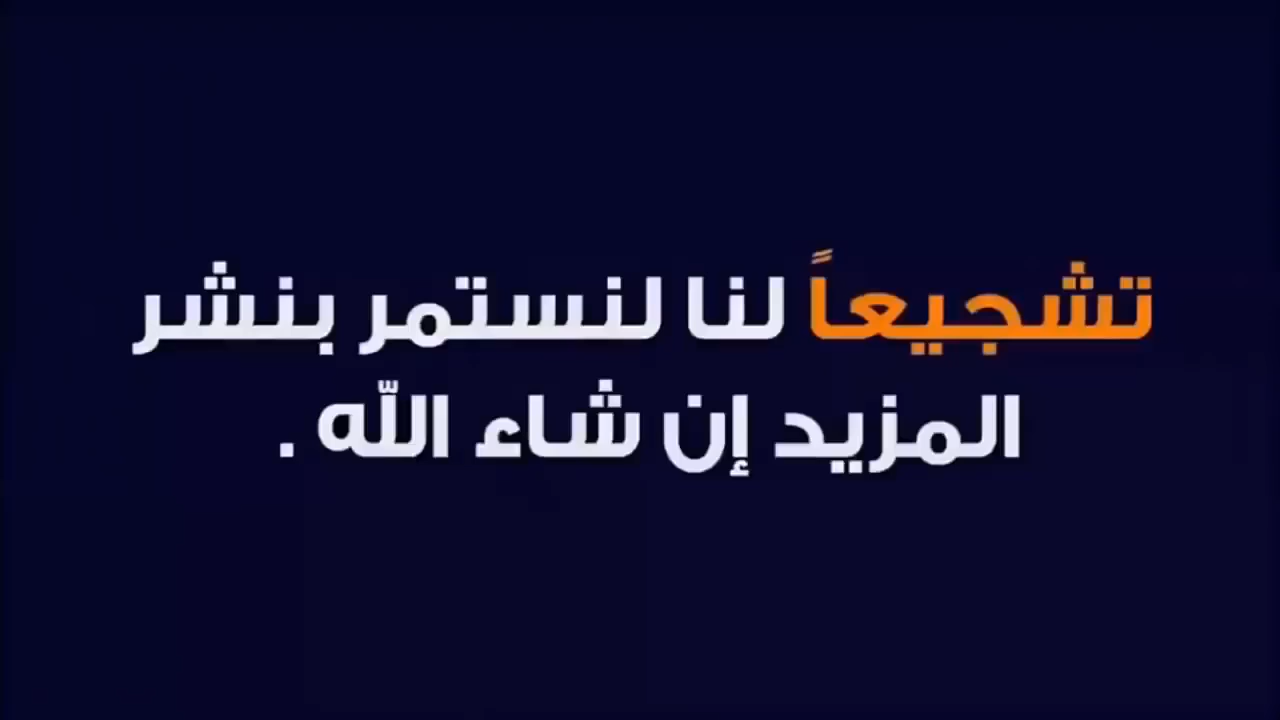 تشجيعاً لنا لنستمر بنشر
المزيد إن شاء اللّه .